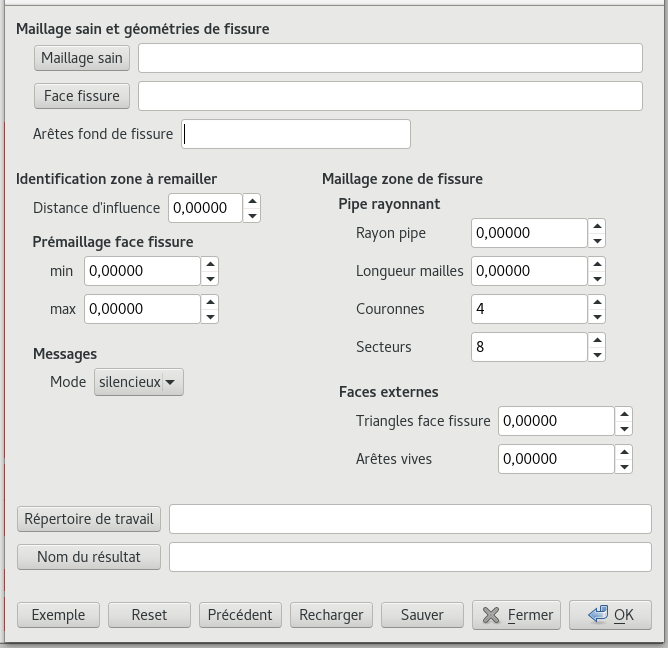 Maillage sain et géométries de fissure
Maillage sain
Face fissure
Arêtes fond de fissure
Identification zone à remailler
Distance d'influence 0,00000
Prémaillage face fissure
min 0,00000
max 0,00000
Messages
Mode silencieux
Maillage zone de fissure
Pipe rayonnant
Rayon pipe 0,00000
Longueur mailles 0,00000
Couronnes 4
Secteurs 8
Faces externes
Triangles face fissure 0,00000
Arêtes vives 0,00000
Répertoire de travail
Nom du résultat
Exemple Reset Précédent Recharger Sauver Fermer OK